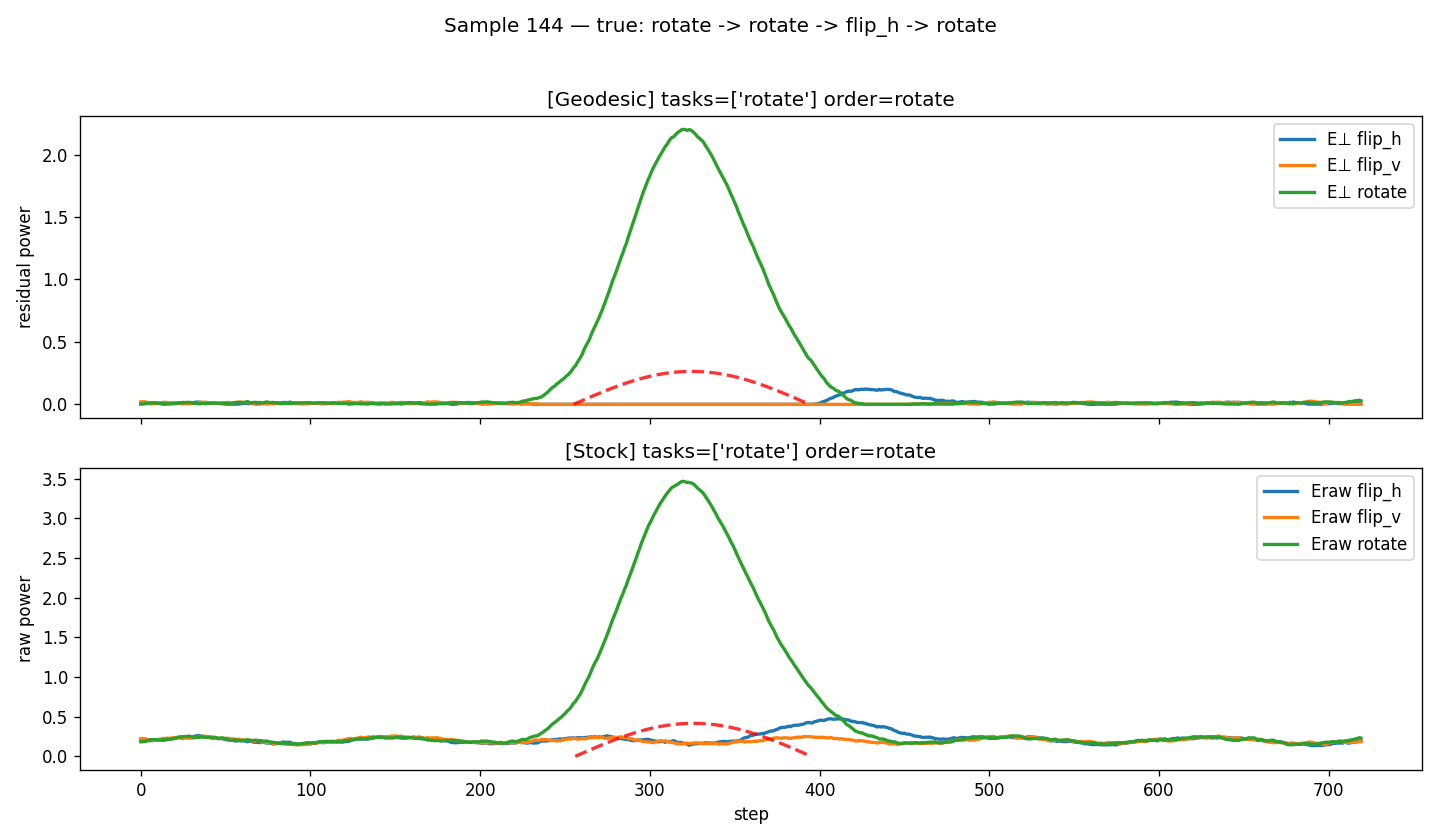 Sample 144 — true: rotate -> rotate -> flip_h -> rotate
[Geodesic] tasks=['rotate'] order=rotate
residual power
2.0
1.5
1.0
0.5
0.0
E⊥ flip_h
E⊥ flip_v
E⊥ rotate
[Stock] tasks=['rotate'] order=rotate
raw power
3.5
3.0
2.5
2.0
1.5
1.0
0.5
0.0
Eraw flip_h
Eraw flip_v
Eraw rotate
0 100 200 300 400 500 600 700
step